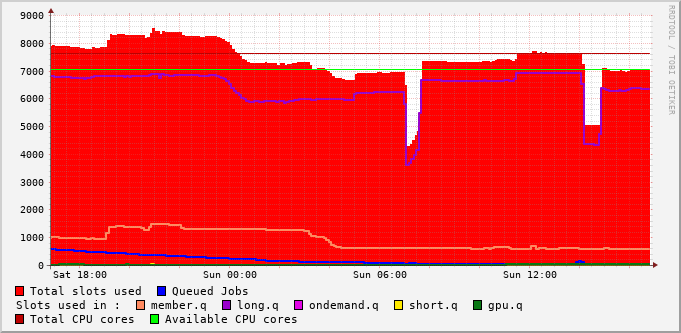 9000
8000
7000
6000
5000
4000
3000
2000
1000
0
Sat 18:00 Sun 00:00 Sun 06:00 Sun 12:00
RRDTOOL / TOBI OETIKER
Total slots used Queued Jobs
Slots used in : member.q long.q ondemand.q short.q gpu.q
Total CPU cores Available CPU cores